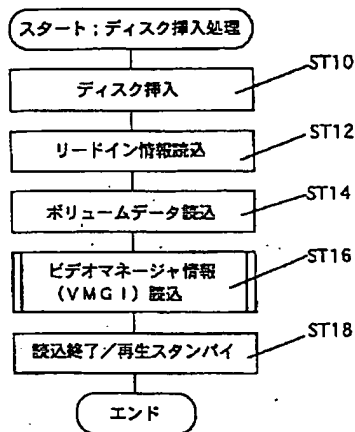 スタート；ディスク挿入処理
ディスク挿入
ST10
リードイン情報読込
ST12
ボリュームデータ読込
ST14
ビデオマネージャ情報
（ＶＭＧＩ）読込
ST16
読込終了/再生スタンバイ
ST18
エンド